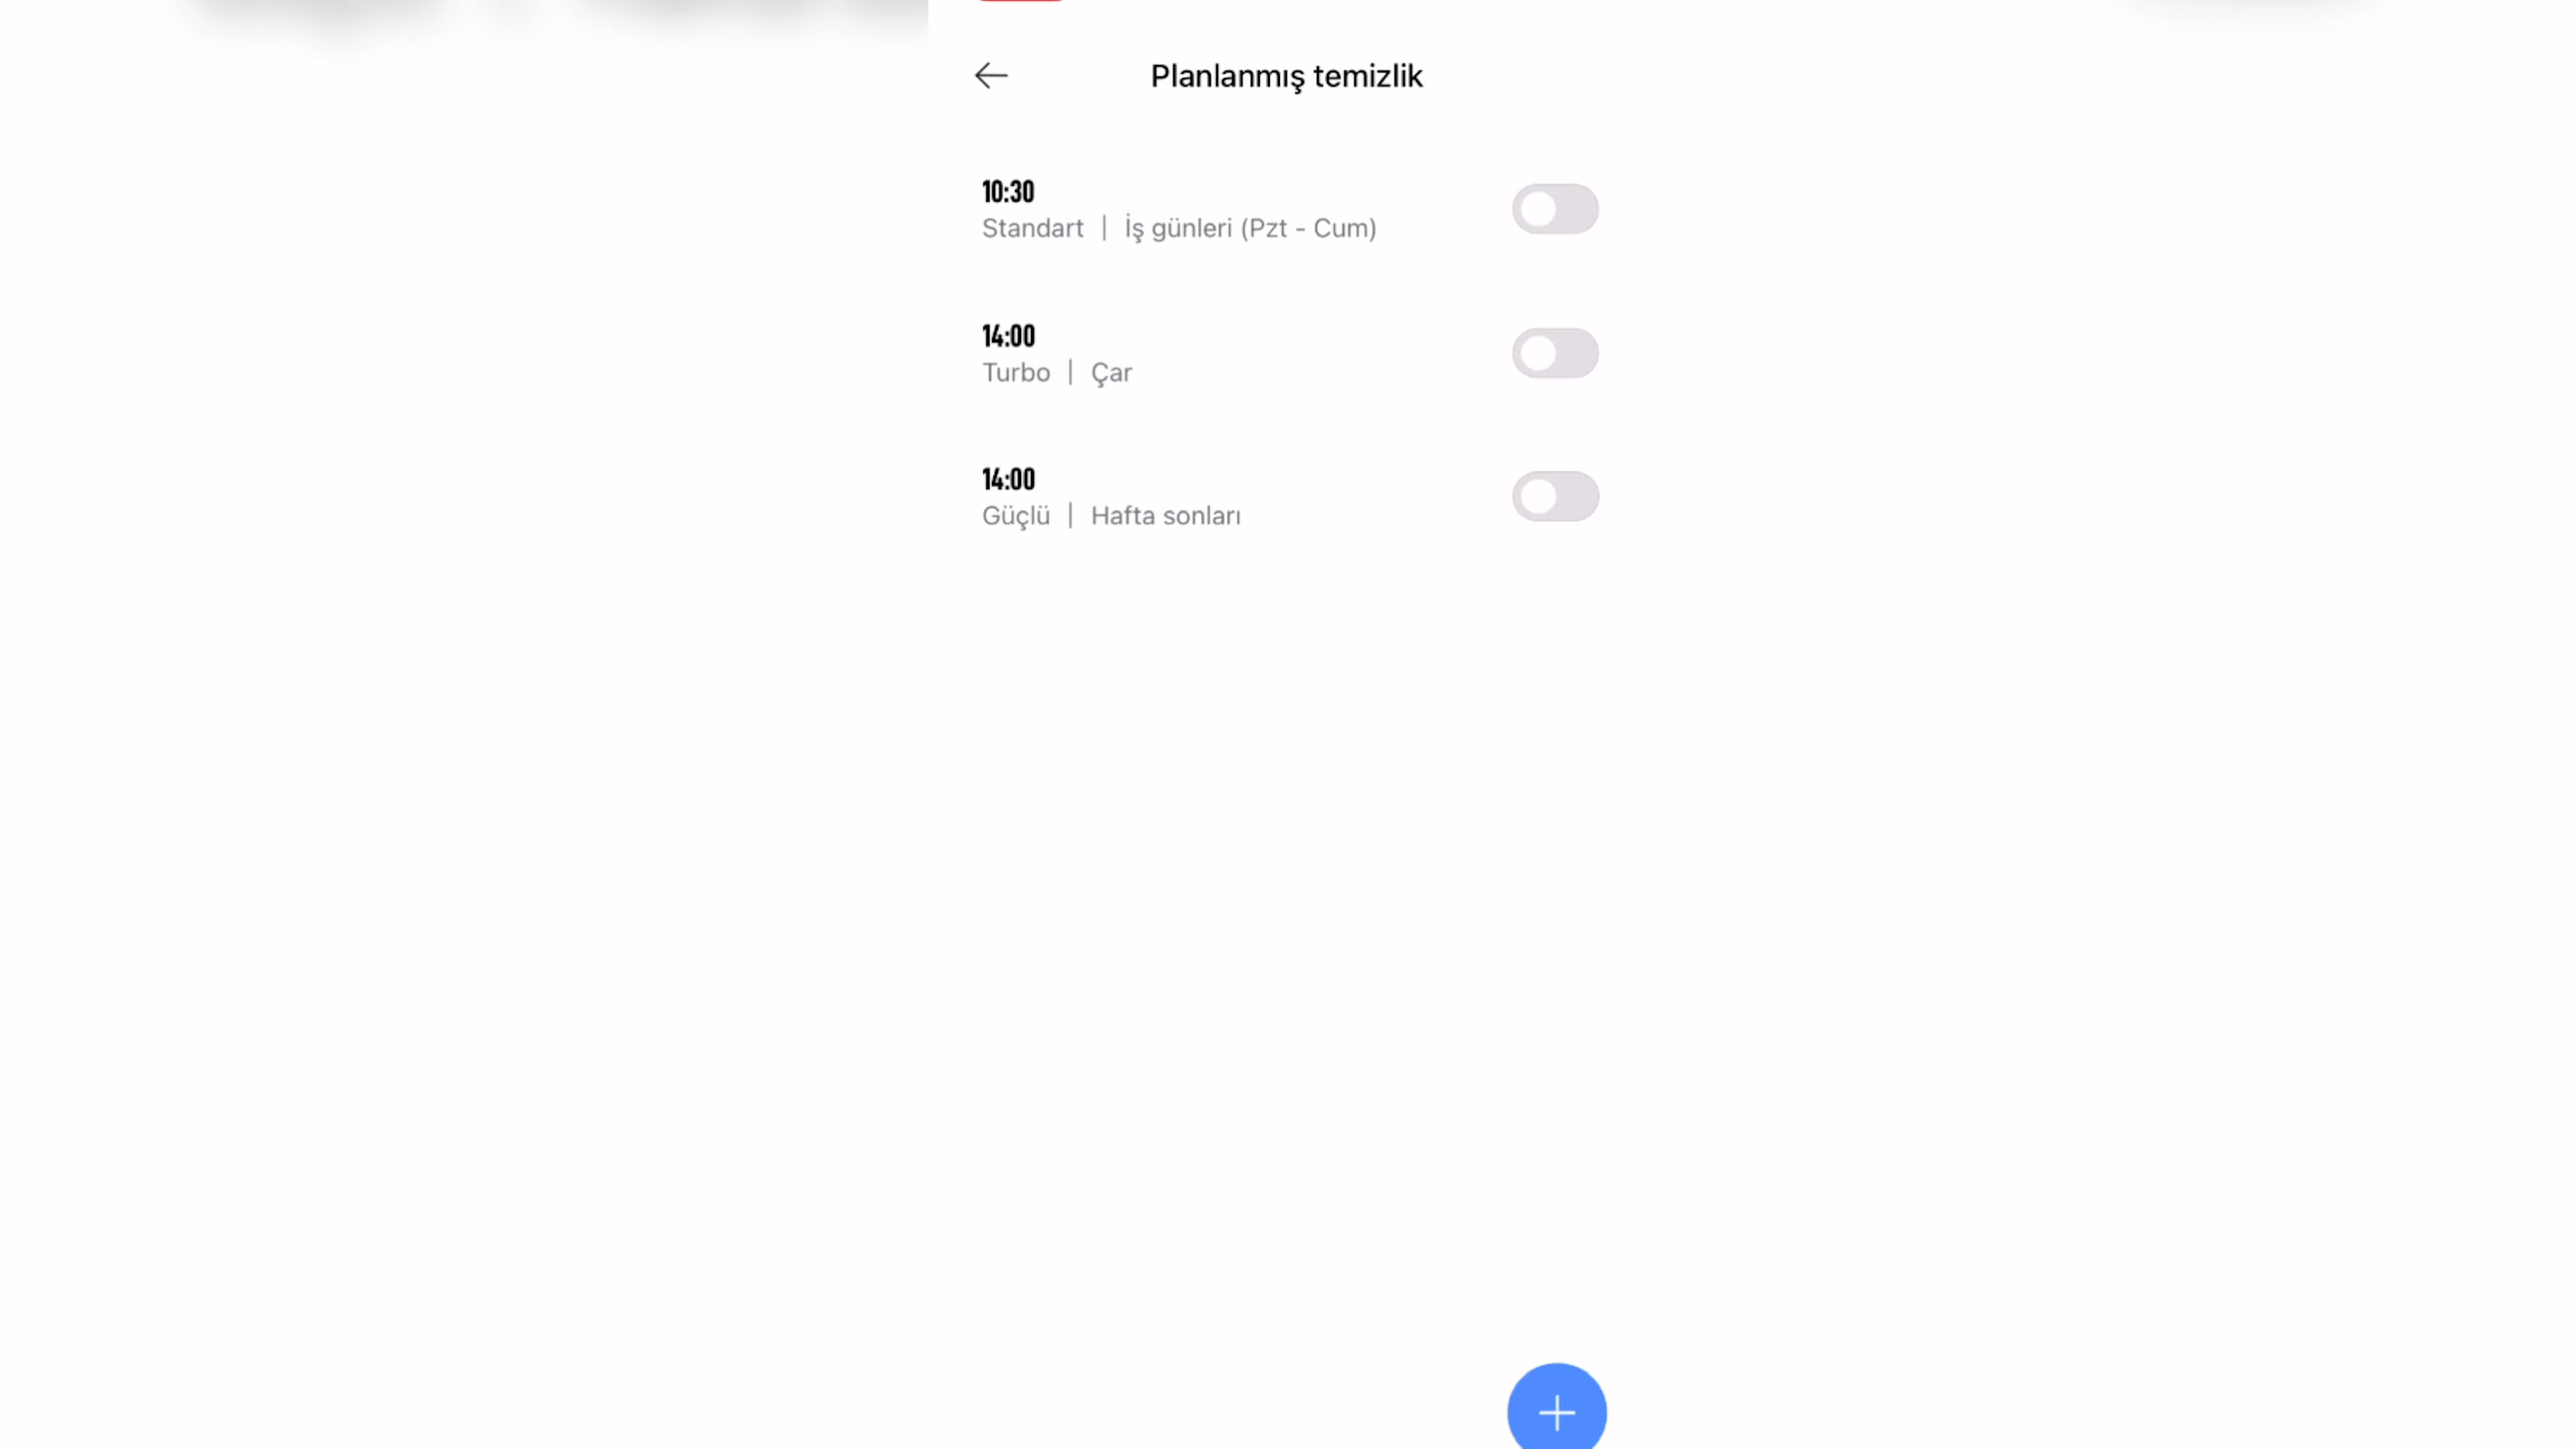 Planlanmış temizlik
10:30
Standart | İş günleri (Pzt - Cum)
14:00
Turbo | Çar
14:00
Güçlü | Hafta sonları